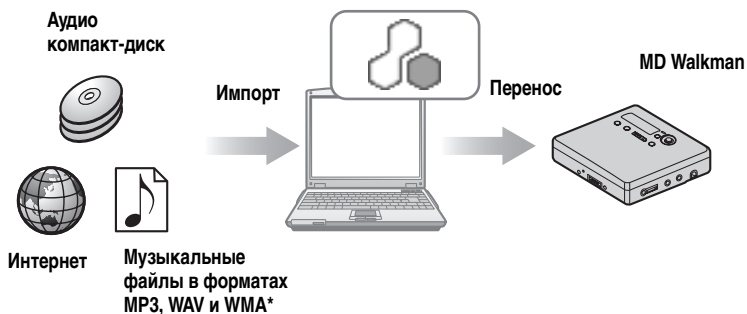 Аудио
компакт-диск
Импорт
Перенос
MD Walkman
Интернет
Музыкальные
файлы в форматах
MP3, WAV и WMA*